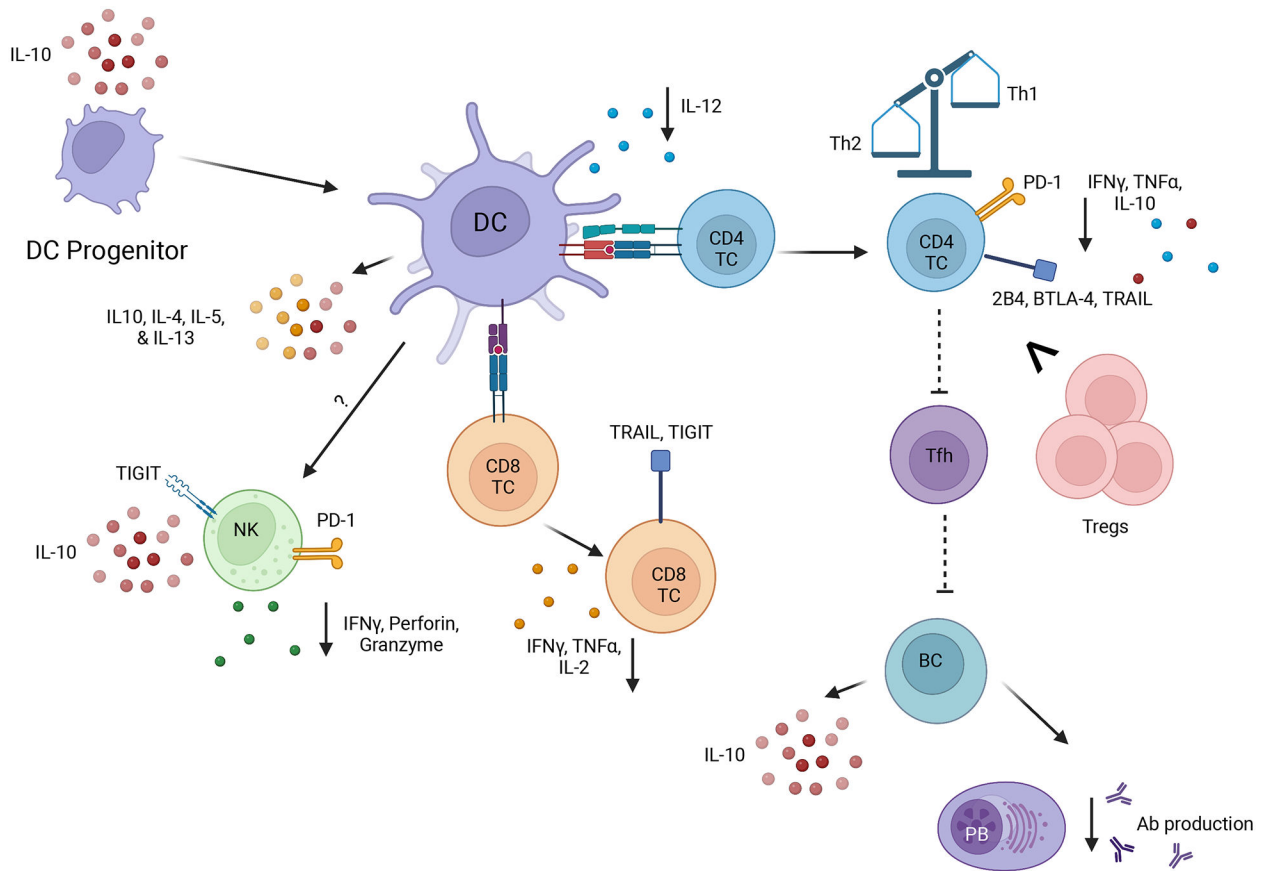 IL-10
DC Progenitor
DC
IL-12
CD4
TC
Th2
Th1
CD4
TC
PD-1
IFNγ, TNFα,
IL-10
2B4, BTLA-4, TRAIL
IL10, IL-4, IL-5,
& IL-13
?
TIGIT
NK
PD-1
IL-10
IFNγ, Perforin,
Granzyme
CD8
TC
TRAIL, TIGIT
CD8
TC
IFNγ, TNFα,
IL-2
Tfh
Tregs
BC
IL-10
PB
Ab production